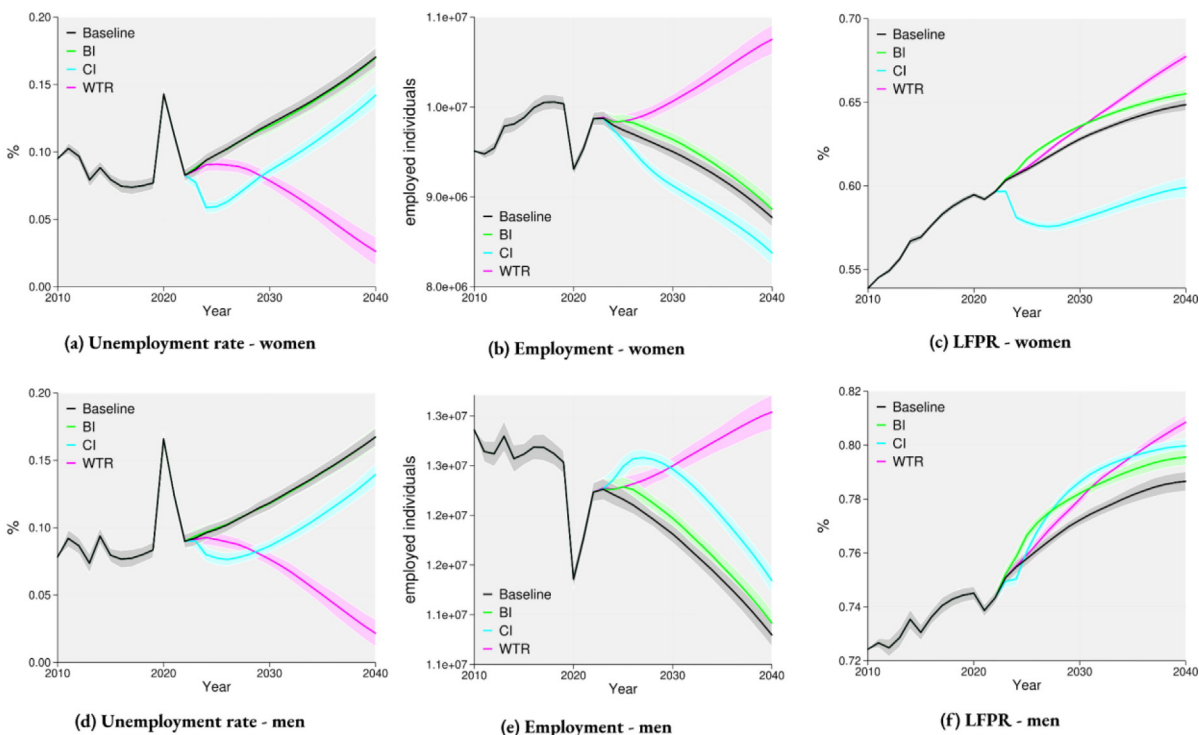 0.20
0.15
0.10
0.05
0.00
%
Baseline
BI
CI
WTR
2010
2020
2030
2040
Year
(a) Unemployment rate - women
1.1e+07
1.0e+07
9.0e+06
8.0e+06
employed individuals
Baseline
BI
CI
WTR
2010
2020
2030
2040
Year
(b) Employment - women
0.70
0.65
0.60
0.55
%
Baseline
BI
CI
WTR
2010
2020
2030
2040
Year
(c) LFPR - women
0.20
0.15
0.10
0.05
0.00
%
Baseline
BI
CI
WTR
2010
2020
2030
2040
Year
(d) Unemployment rate - men
1.3e+07
1.3e+07
1.2e+07
1.2e+07
1.1e+07
1.1e+07
employed individuals
Baseline
BI
CI
WTR
2010
2020
2030
2040
Year
(e) Employment - men
0.82
0.80
0.78
0.76
0.74
0.72
%
Baseline
BI
CI
WTR
2010
2020
2030
2040
Year
(f) LFPR - men